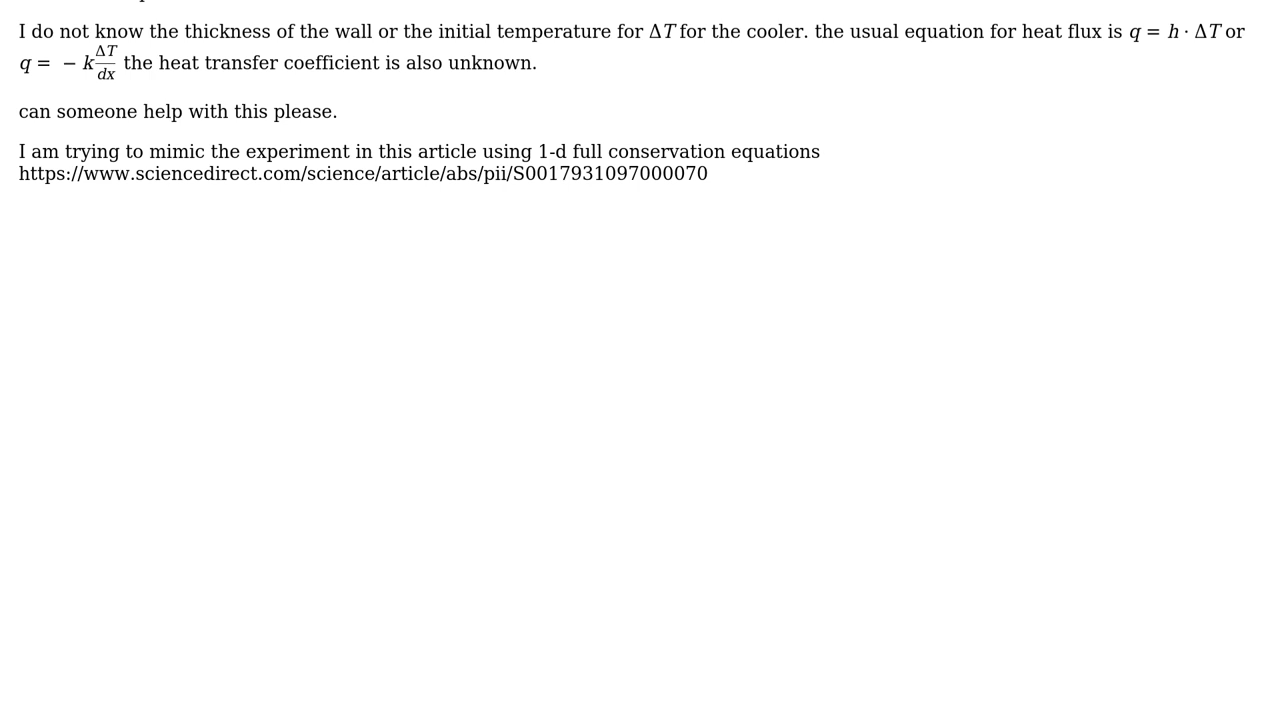 I do not know the thickness of the wall or the initial temperature for ΔT for the cooler. the usual equation for heat flux is q = h · ΔT or
q = − k ΔT/dx the heat transfer coefficient is also unknown.
can someone help with this please.
I am trying to mimic the experiment in this article using 1-d full conservation equations
https://www.sciencedirect.com/science/article/abs/pii/S0017931097000070